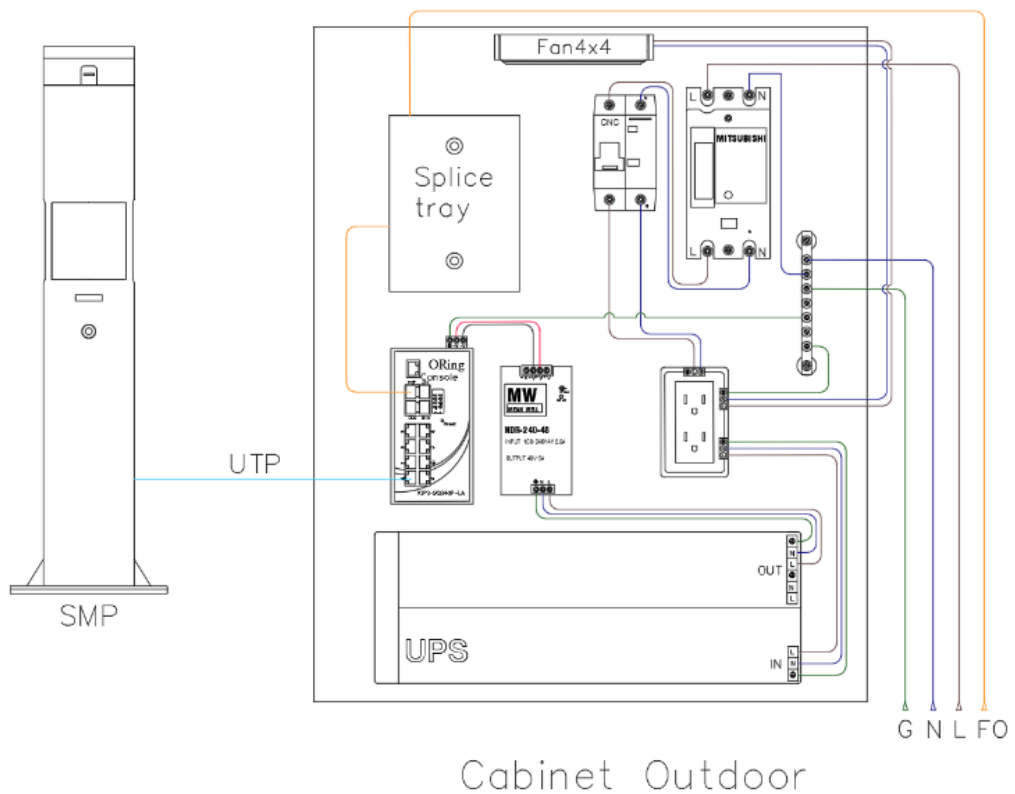 Fan4x4
L N
CNC
MITSUBISHI
Splice
tray
L N
ORing
Console
MW
MEAN WELL
NDR-240-48
UTP
N L
OUT
N
L
N
L
UPS
IN
L
N
SMP
G N L FO
Cabinet Outdoor